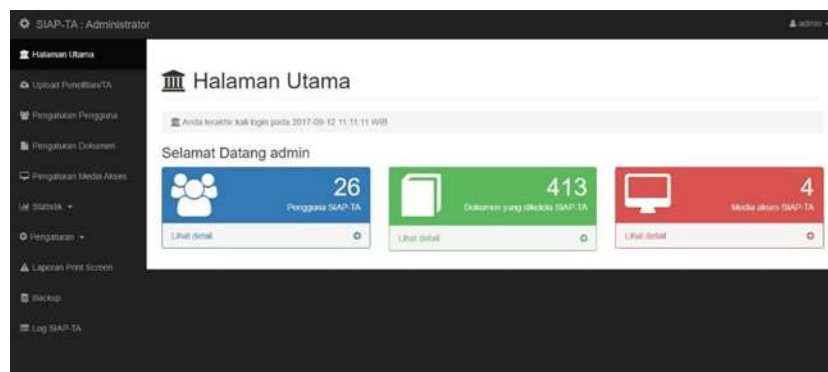 SIAP-TA : Administrator
admin
Halaman Utama
Upload Penelitian/TA
Pengaturan Pengguna
Pengaturan Dokumen
Pengaturan Media Akses
Statistik
Pengaturan
Laporan Print Screen
Backup
Log SIAP-TA
Halaman Utama
Anda terakhir kali login pada 2017-09-12 11:11:11 WIB
Selamat Datang admin
26
Pengguna SIAP-TA
Lihat detail
413
Dokumen yang dikelola SIAP-TA
Lihat detail
4
Media akses SIAP-TA
Lihat detail